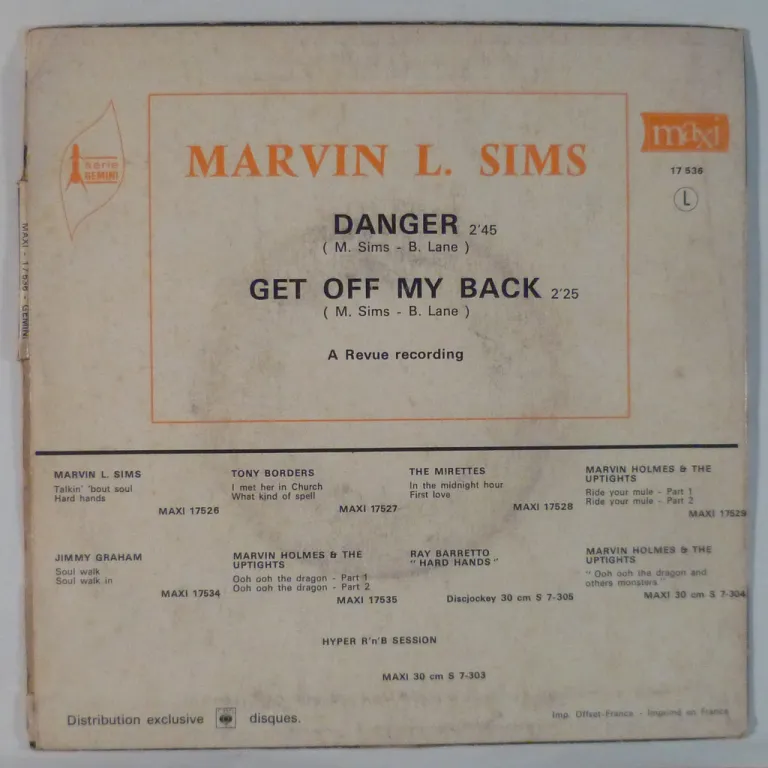 série
GEMINI
maxi
17 536
L
MARVIN L. SIMS
DANGER 2'45
( M. Sims - B. Lane )
GET OFF MY BACK 2'25
( M. Sims - B. Lane )
A Revue recording
MAXI - 17 536 - GEMINI
MARVIN L. SIMS
Talkin' 'bout soul
Hard hands
MAXI 17526
TONY BORDERS
I met her in Church
What kind of spell
MAXI 17527
THE MIRETTES
In the midnight hour
First love
MAXI 17528
MARVIN HOLMES & THE
UPTIGHTS
Ride your mule - Part 1
Ride your mule - Part 2
MAXI 17529
JIMMY GRAHAM
Soul walk
Soul walk in
MAXI 17534
MARVIN HOLMES & THE
UPTIGHTS
Ooh ooh the dragon - Part 1
Ooh ooh the dragon - Part 2
MAXI 17535
RAY BARRETTO
" HARD HANDS "
Discjockey 30 cm S 7-305
MARVIN HOLMES & THE
UPTIGHTS
" Ooh ooh the dragon and
others monsters "
MAXI 30 cm S 7-304
HYPER R'n'B SESSION
MAXI 30 cm S 7-303
Distribution exclusive CBS disques.
Imp. Offset-France - Imprimé en France